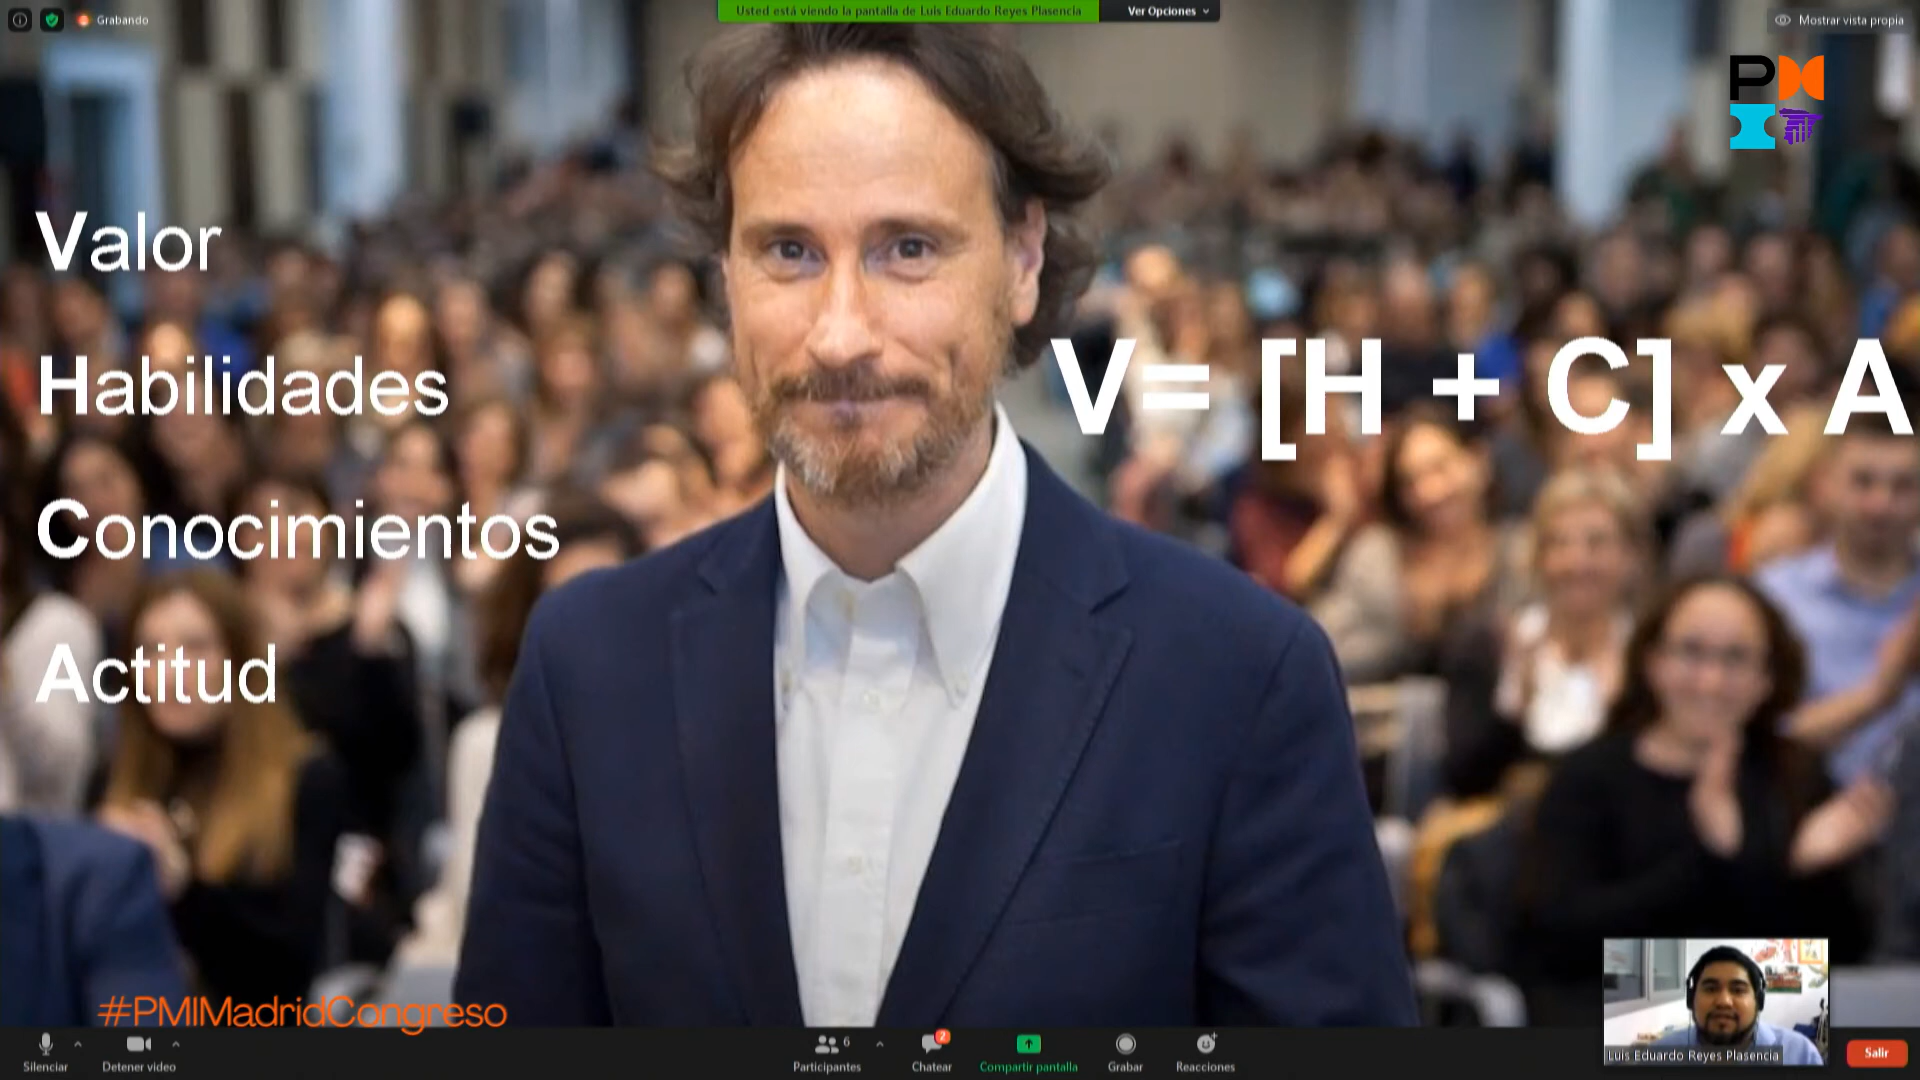 Grabando
Usted está viendo la pantalla de Luis Eduardo Reyes Plasencia
Ver Opciones
Mostrar vista propia
PM
I
Valor
Habilidades
Conocimientos
Actitud
V= [H + C] x A
#PMIMadridCongreso
Luis Eduardo Reyes Plasencia
Silenciar
Detener video
6
Participantes
2
Chatear
Compartir pantalla
Grabar
Reacciones
Salir